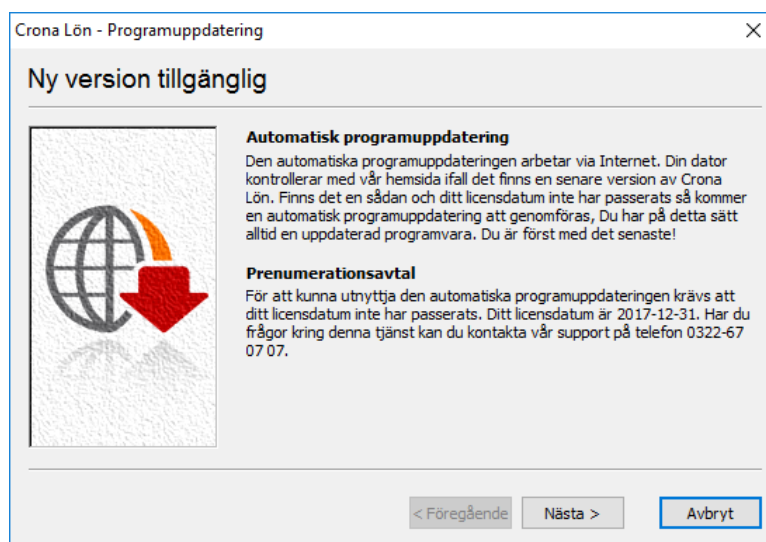 Crona Lön - Programuppdatering
Ny version tillgänglig
Automatisk programuppdatering
Den automatiska programuppdateringen arbetar via Internet. Din dator
kontrollerar med vår hemsida ifall det finns en senare version av Crona
Lön. Finns det en sådan och ditt licensdatum inte har passerats så kommer
en automatisk programuppdatering att genomföras, Du har på detta sätt
alltid en uppdaterad programvara. Du är först med det senaste!
Prenumerationsavtal
För att kunna utnyttja den automatiska programuppdateringen krävs att
ditt licensdatum inte har passerats. Ditt licensdatum är 2017-12-31. Har du
frågor kring denna tjänst kan du kontakta vår support på telefon 0322-67
07 07.
< Föregående Nästa > Avbryt